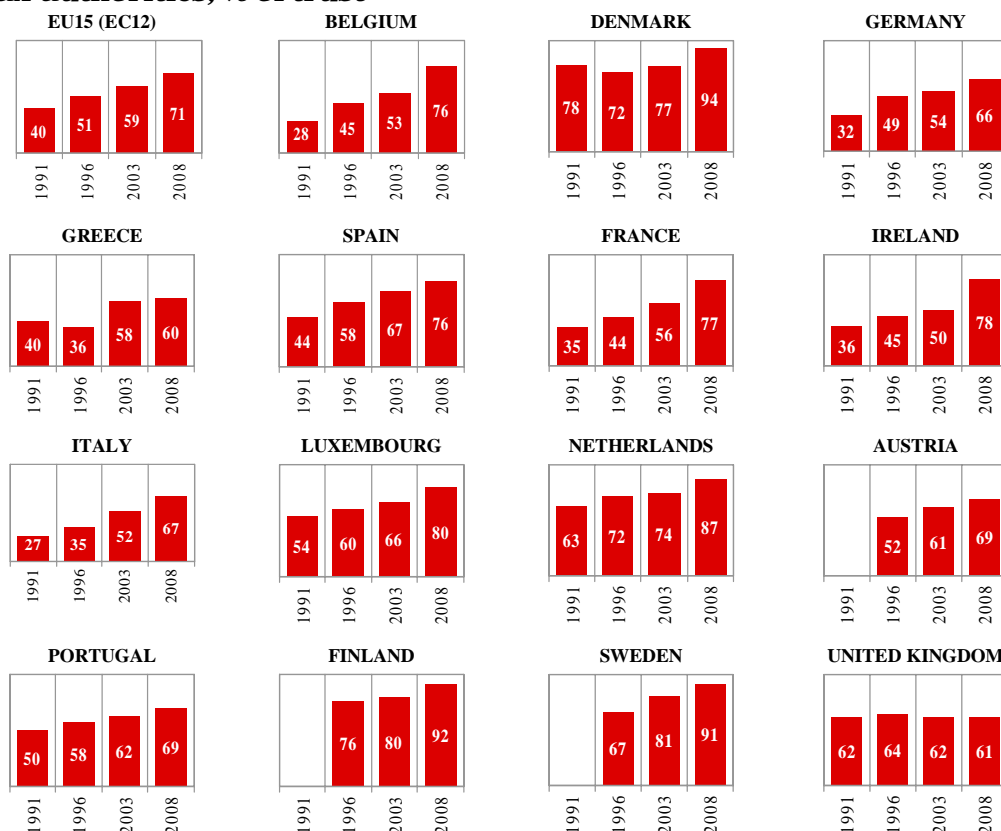 EU15 (EC12) BELGIUM DENMARK GERMANY
40 51 59 71 28 45 53 76 78 72 77 94 32 49 54 66
1991 1996 2003 2008 1991 1996 2003 2008 1991 1996 2003 2008 1991 1996 2003 2008
GREECE SPAIN FRANCE IRELAND
40 36 58 60 44 58 67 76 35 44 56 77 36 45 50 78
1991 1996 2003 2008 1991 1996 2003 2008 1991 1996 2003 2008 1991 1996 2003 2008
ITALY LUXEMBOURG NETHERLANDS AUSTRIA
27 35 52 67 54 60 66 80 63 72 74 87 52 61 69
1991 1996 2003 2008 1991 1996 2003 2008 1991 1996 2003 2008 1991 1996 2003 2008
PORTUGAL FINLAND SWEDEN UNITED KINGDOM
50 58 62 69 76 80 92 67 81 91 62 64 62 61
1991 1996 2003 2008 1991 1996 2003 2008 1991 1996 2003 2008 1991 1996 2003 2008